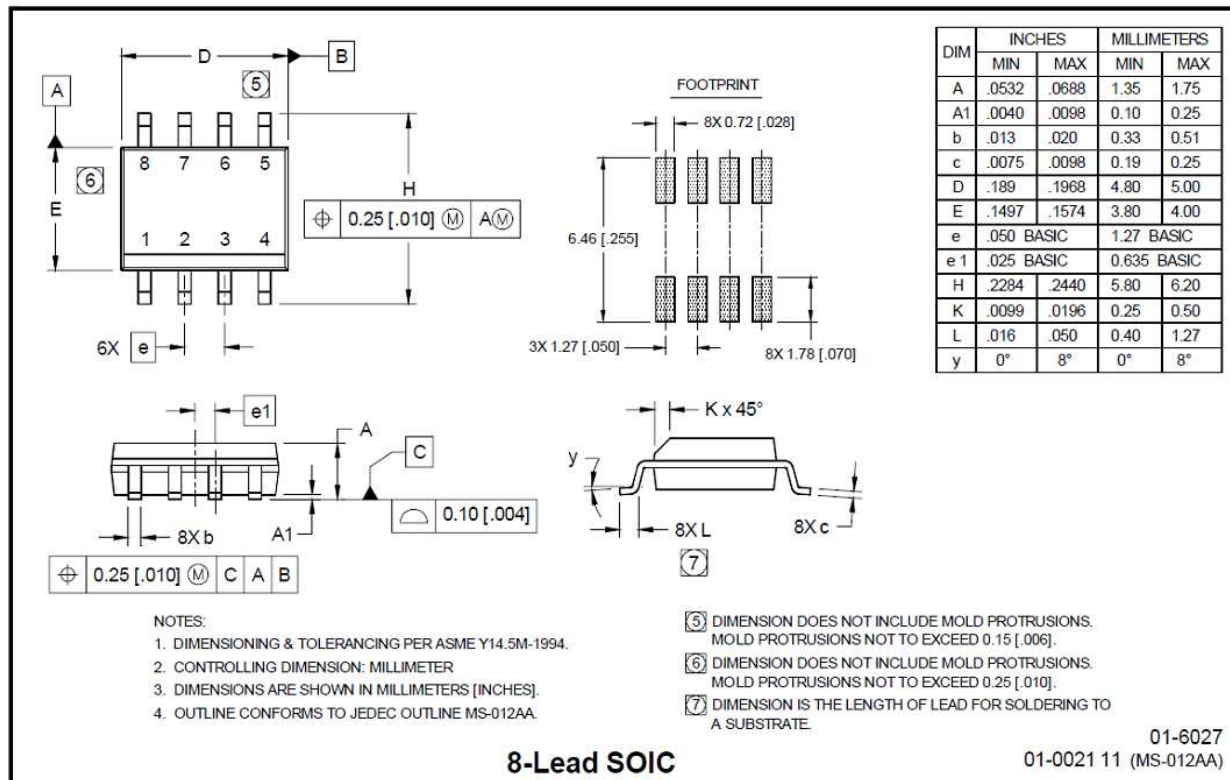 D
B
5
A
8 7 6 5
6
E
H
0.25 [.010] M A M
1 2 3 4
6X e
FOOTPRINT
8X 0.72 [.028]
6.46 [.255]
3X 1.27 [.050]
8X 1.78 [.070]
DIM INCHES MILLIMETERS
MIN MAX MIN MAX
A .0532 .0688 1.35 1.75
A1 .0040 .0098 0.10 0.25
b .013 .020 0.33 0.51
c .0075 .0098 0.19 0.25
D .189 .1968 4.80 5.00
E .1497 .1574 3.80 4.00
e .050 BASIC 1.27 BASIC
e 1 .025 BASIC 0.635 BASIC
H .2284 .2440 5.80 6.20
K .0099 .0196 0.25 0.50
L .016 .050 0.40 1.27
y 0° 8° 0° 8°
e1
A
C
8X b
A1
0.10 [.004]
0.25 [.010] M C A B
K x 45°
y
8X L
8X c
7
NOTES:
1. DIMENSIONING & TOLERANCING PER ASME Y14.5M-1994.
2. CONTROLLING DIMENSION: MILLIMETER
3. DIMENSIONS ARE SHOWN IN MILLIMETERS [INCHES].
4. OUTLINE CONFORMS TO JEDEC OUTLINE MS-012AA.
5 DIMENSION DOES NOT INCLUDE MOLD PROTRUSIONS.
MOLD PROTRUSIONS NOT TO EXCEED 0.15 [.006].
6 DIMENSION DOES NOT INCLUDE MOLD PROTRUSIONS.
MOLD PROTRUSIONS NOT TO EXCEED 0.25 [.010].
7 DIMENSION IS THE LENGTH OF LEAD FOR SOLDERING TO
A SUBSTRATE.
8-Lead SOIC
01-6027
01-0021 11 (MS-012AA)